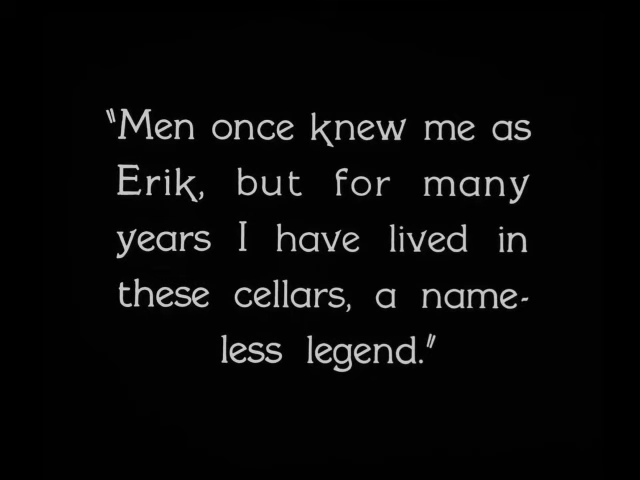 "Men once knew me as
Erik, but for many
years I have lived in
these cellars, a name-
less legend."